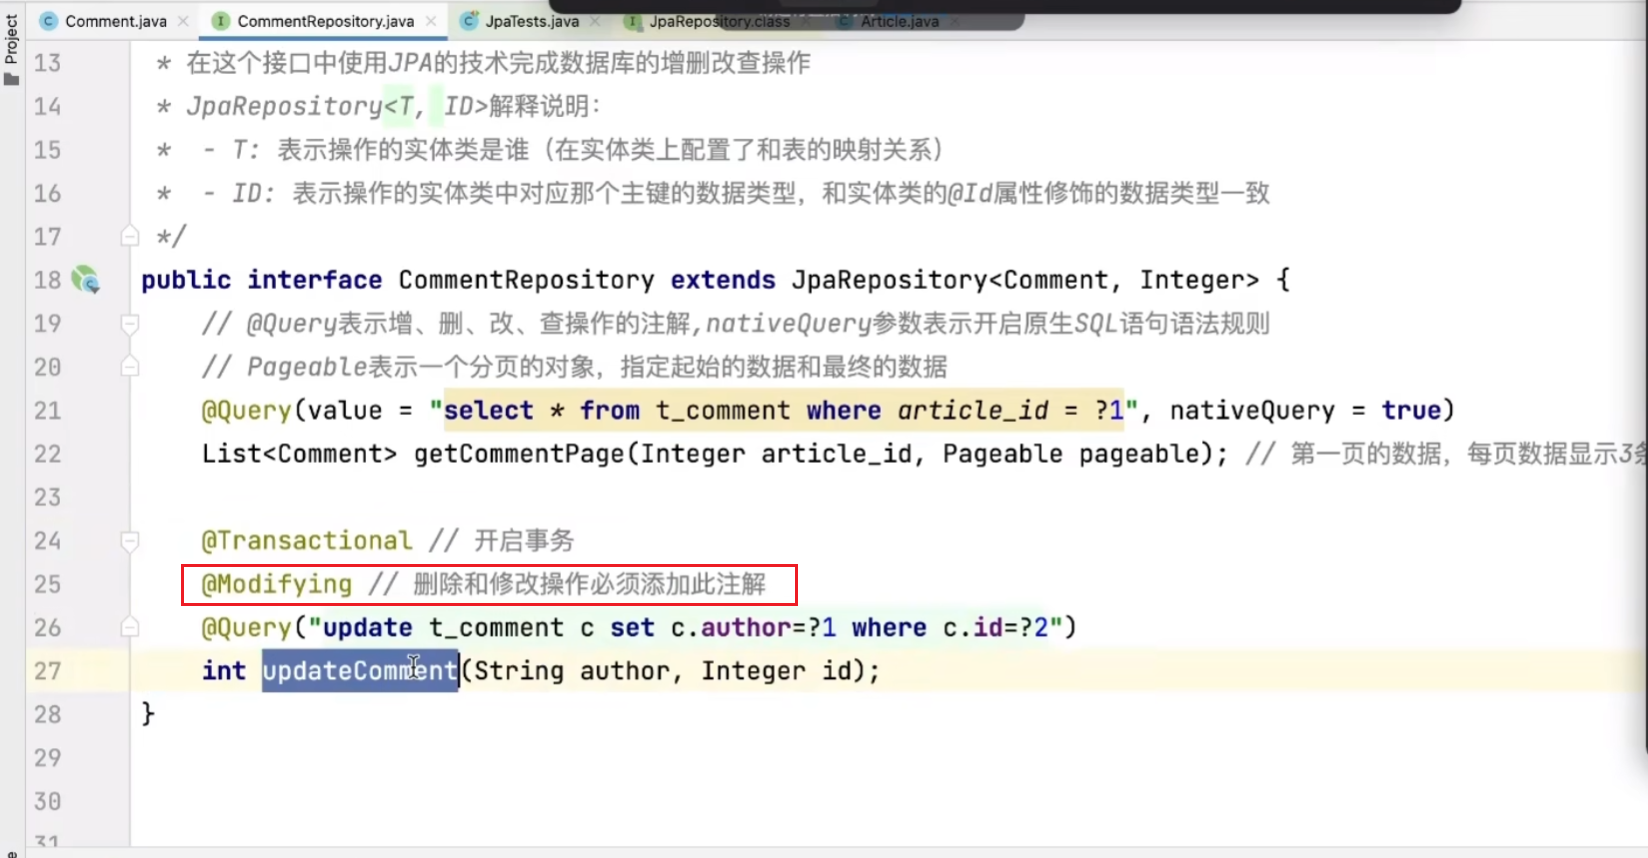 Project
Comment.java
CommentRepository.java
JpaTests.java
JpaRepository.class
Article.java
13 * 在这个接口中使用JPA的技术完成数据库的增删改查操作
14 * JpaRepository<T, ID>解释说明:
15 * - T: 表示操作的实体类是谁（在实体类上配置了和表的映射关系）
16 * - ID: 表示操作的实体类中对应那个主键的数据类型，和实体类的@Id属性修饰的数据类型一致
17 */
18 public interface CommentRepository extends JpaRepository<Comment, Integer> {
19 // @Query表示增、删、改、查操作的注解,nativeQuery参数表示开启原生SQL语句语法规则
20 // Pageable表示一个分页的对象，指定起始的数据和最终的数据
21 @Query(value = "select * from t_comment where article_id = ?1", nativeQuery = true)
22 List<Comment> getCommentPage(Integer article_id, Pageable pageable); // 第一页的数据，每页数据显示3条
23
24 @Transactional // 开启事务
25 @Modifying // 删除和修改操作必须添加此注解
26 @Query("update t_comment c set c.author=?1 where c.id=?2")
27 int updateComment(String author, Integer id);
28 }
29
30
31